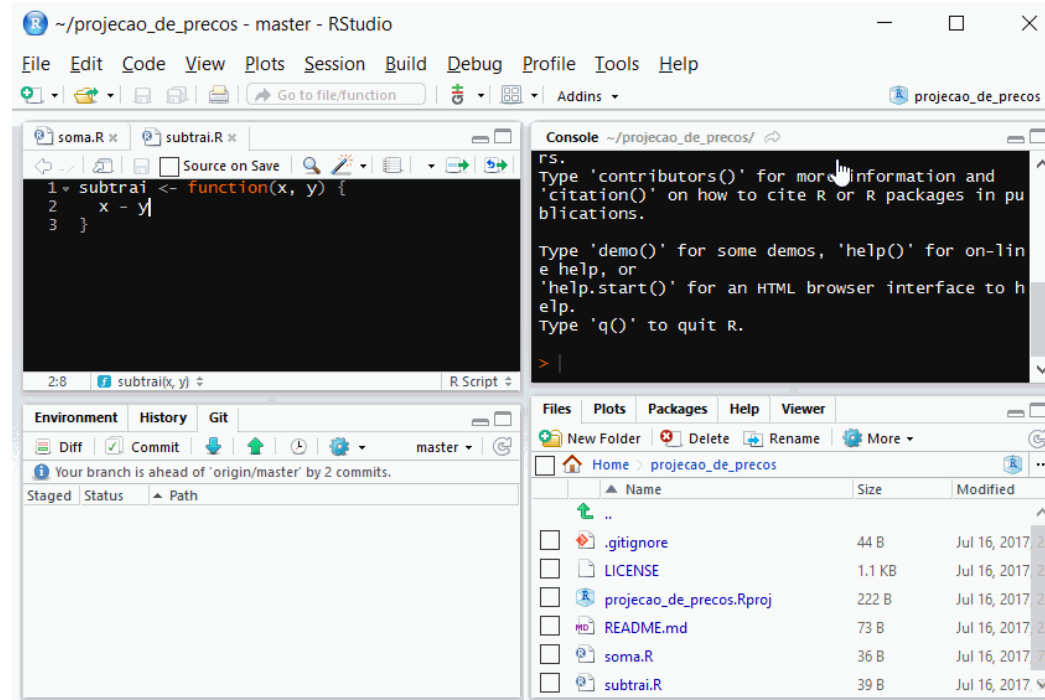 ~/projecao_de_precos - master - RStudio
File Edit Code View Plots Session Build Debug Profile Tools Help
Go to file/function Addins projecao_de_precos
soma.R subtrai.R
Source on Save
1 subtrai <- function(x, y) {
2 x - y
3 }
2:8 subtrai(x, y) R Script
Console ~/projecao_de_precos/
rs.
Type 'contributors()' for more information and
'citation()' on how to cite R or R packages in pu
blications.
Type 'demo()' for some demos, 'help()' for on-lin
e help, or
'help.start()' for an HTML browser interface to h
elp.
Type 'q()' to quit R.
>
Environment History Git
Diff Commit master
Your branch is ahead of 'origin/master' by 2 commits.
Staged Status Path
Files Plots Packages Help Viewer
New Folder Delete Rename More
Home projecao_de_precos
Name Size Modified
..
.gitignore 44 B Jul 16, 2017,
LICENSE 1.1 KB Jul 16, 2017,
projecao_de_precos.Rproj 222 B Jul 16, 2017,
README.md 73 B Jul 16, 2017,
soma.R 36 B Jul 16, 2017,
subtrai.R 39 B Jul 16, 2017,